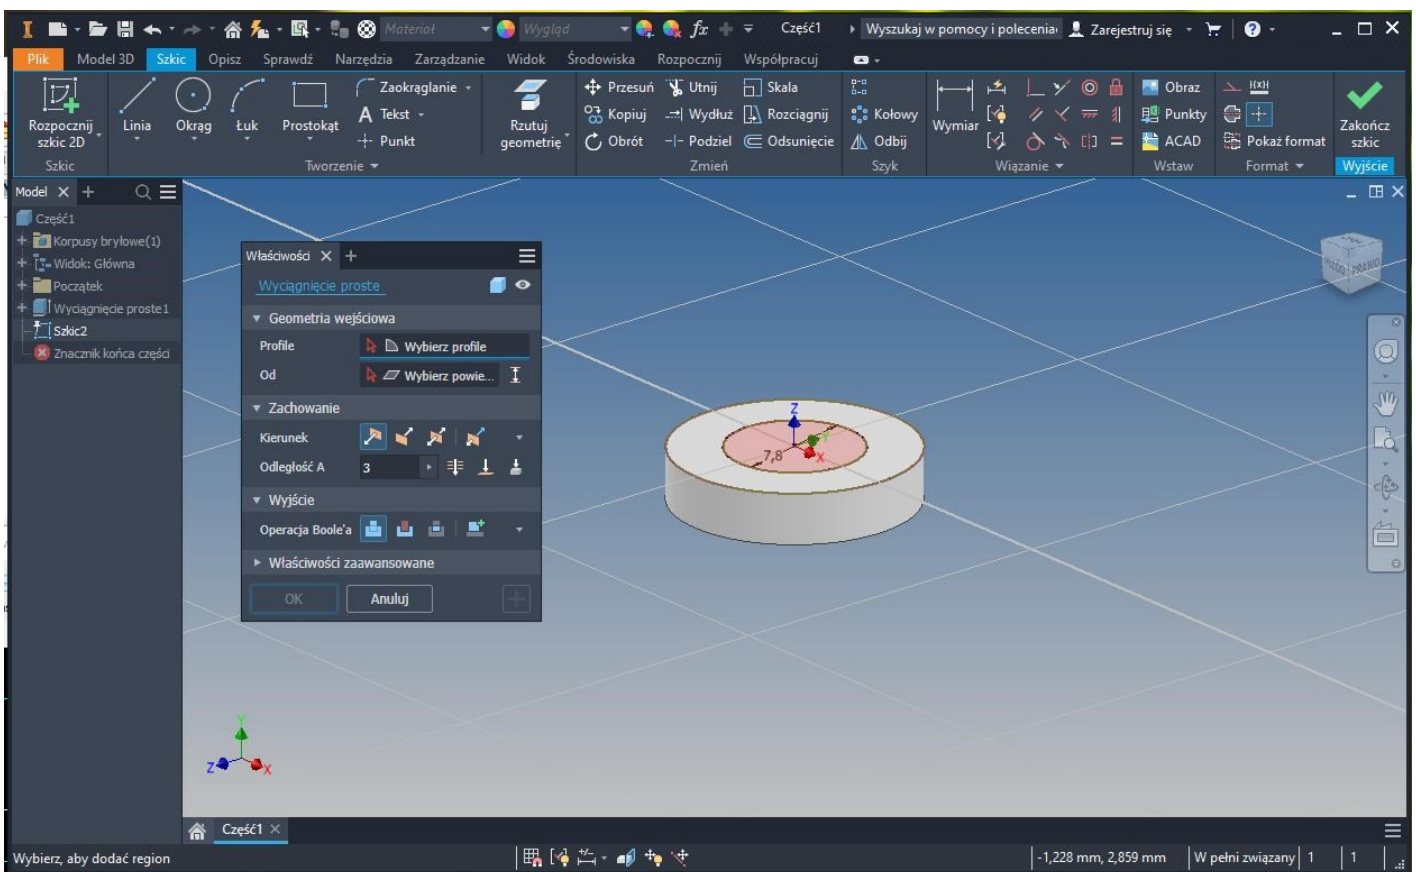 Materiał
Wygląd
fx
Część1
Wyszukaj w pomocy i polecenia
Zarejestruj się
Plik
Model 3D
Szkic
Opisz
Sprawdź
Narzędzia
Zarządzanie
Widok
Środowiska
Rozpocznij
Współpracuj
Rozpocznij szkic 2D
Linia
Okrąg
Łuk
Prostokąt
Zaokrąglanie
A Tekst
Punkt
Rzutuj geometrię
Przesuń
Utnij
Skala
Kopiuj
Wydłuż
Rozciągnij
Obrót
Podziel
Odsunięcie
Kołowy
Odbij
Wymiar
Obraz
Punkty
ACAD
Pokaż format
Zakończ szkic
Szkic
Tworzenie
Zmień
Szyk
Wiązanie
Wstaw
Format
Wyjście
Model
Część1
Korpusy bryłowe(1)
Widok: Główna
Początek
Wyciągnięcie proste1
Szkic2
Znacznik końca części
Właściwości
Wyciągnięcie proste
Geometria wejściowa
Profile
Wybierz profile
Od
Wybierz powie...
Zachowanie
Kierunek
Odległość A
3
Wyjście
Operacja Boole'a
Właściwości zaawansowane
OK
Anuluj
PRAWO
Z
Y
X
7,8
Y
Z
X
Część1
Wybierz, aby dodać region
-1,228 mm, 2,859 mm
W pełni związany
1
1